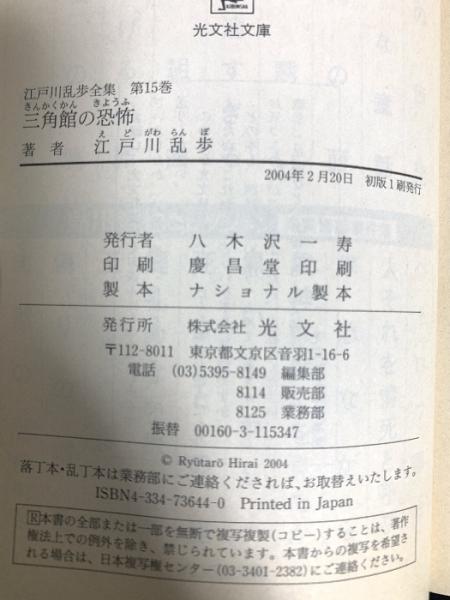 光文社文庫
江戸川乱歩全集 第15巻
さんかくかん きょうふ
三角館の恐怖
えどがわらんぽ
著者 江戸川乱歩
2004年2月20日 初版1刷発行
発行者 八木沢一寿
印刷 慶昌堂印刷
製本 ナショナル製本
発行所 株式会社 光文社
〒112-8011 東京都文京区音羽1-16-6
電話 (03)5395-8149 編集部
8114 販売部
8125 業務部
振替 00160-3-115347
© Ryūtarō Hirai 2004
落丁本・乱丁本は業務部にご連絡くだされば、お取替えいたします。
ISBN4-334-73644-0 Printed in Japan
R本書の全部または一部を無断で複写複製(コピー)することは、著作
権法上での例外を除き、禁じられています。本書からの複写を希望さ
れる場合は、日本複写権センター(03-3401-2382)にご連絡ください。